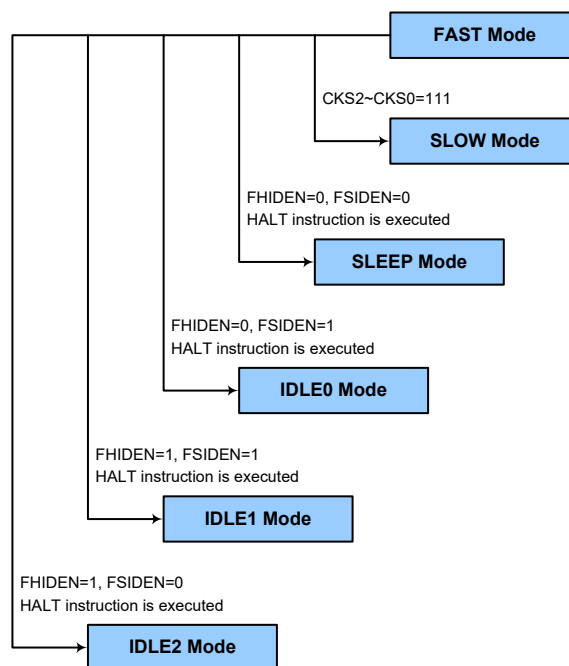 FAST Mode
CKS2~CKS0=111
SLOW Mode
FHIDEN=0, FSIDEN=0
HALT instruction is executed
SLEEP Mode
FHIDEN=0, FSIDEN=1
HALT instruction is executed
IDLE0 Mode
FHIDEN=1, FSIDEN=1
HALT instruction is executed
IDLE1 Mode
FHIDEN=1, FSIDEN=0
HALT instruction is executed
IDLE2 Mode